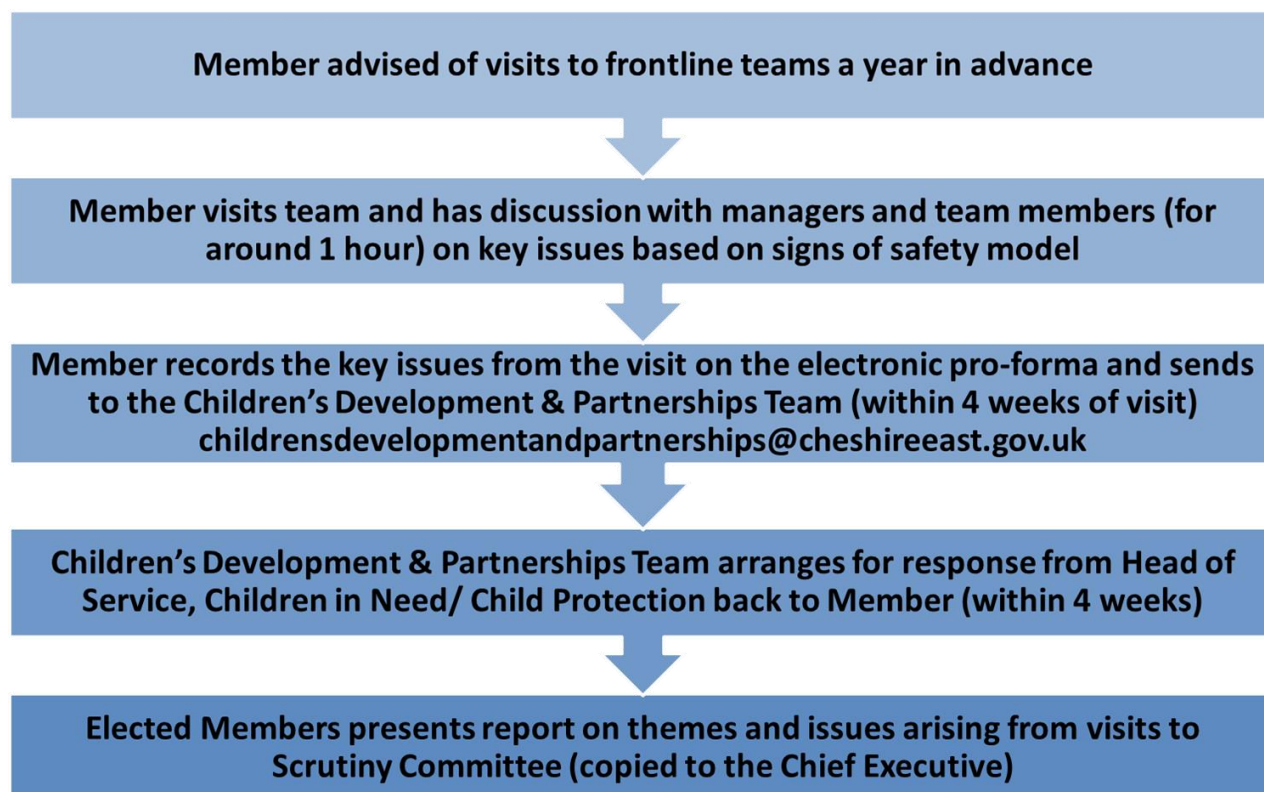 Member advised of visits to frontline teams a year in advance
Member visits team and has discussion with managers and team members (for
around 1 hour) on key issues based on signs of safety model
Member records the key issues from the visit on the electronic pro-forma and sends
to the Children’s Development & Partnerships Team (within 4 weeks of visit)
childrensdevelopmentandpartnerships@cheshireeast.gov.uk
Children’s Development & Partnerships Team arranges for response from Head of
Service, Children in Need/ Child Protection back to Member (within 4 weeks)
Elected Members presents report on themes and issues arising from visits to
Scrutiny Committee (copied to the Chief Executive)